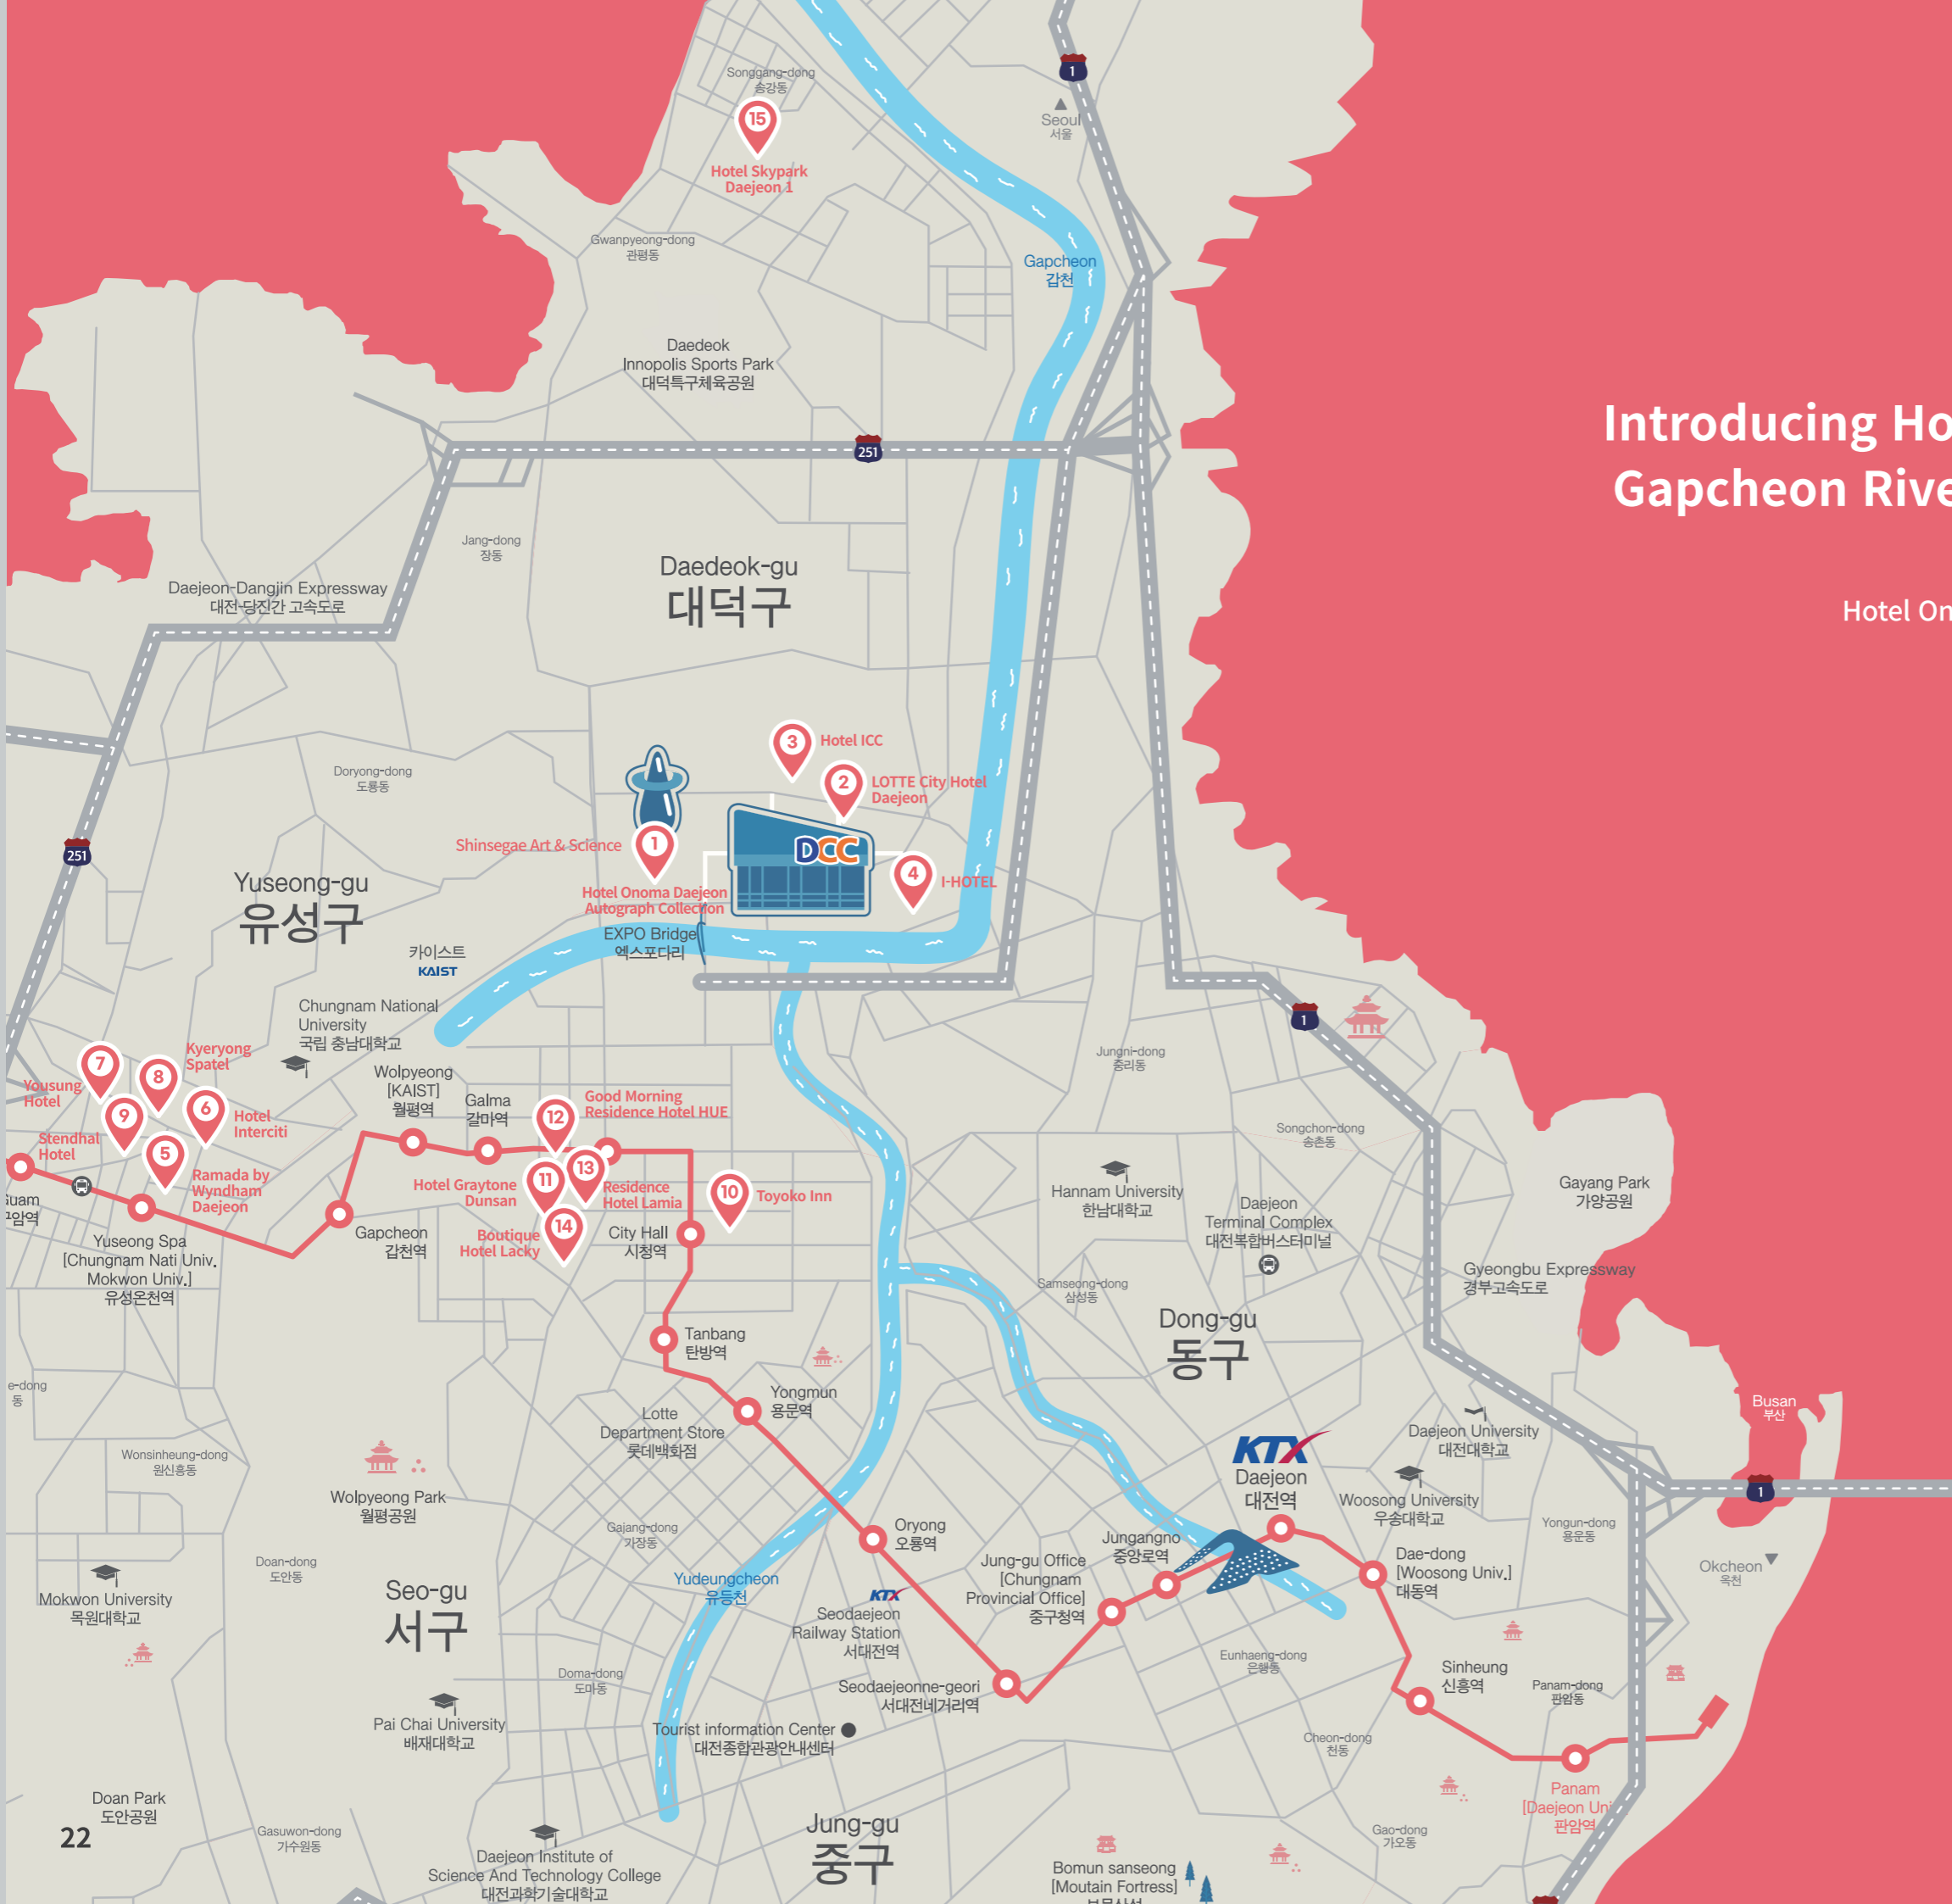 1
Songgang-dong
송강동
15
Seoul
서울
Hotel Skypark
Daejeon 1
Gwanpyeong-dong
관평동
Gapcheon
갑천
Daedeok
Innopolis Sports Park
대덕특구체육공원
Introducing Ho
Gapcheon Rive
251
Jang-dong
장동
Daedeok-gu
대덕구
Daejeon-Dangjin Expressway
대전-당진간 고속도로
Hotel On
3
Hotel ICC
Doryong-dong
도룡동
2
LOTTE City Hotel
Daejeon
251
Shinsegae Art & Science
1
DCC
4
I-HOTEL
Yuseong-gu
유성구
Hotel Onoma Daejeon
Autograph Collection
EXPO Bridge
엑스포다리
카이스트
KAIST
Chungnam National
University
국립 충남대학교
1
7
Yousung
Hotel
8
Kyeryong
Spatel
9
6
Hotel
Interciti
Stendhal
Hotel
5
Ramada by
Wyndham
Daejeon
Wolpyeong
[KAIST]
월평역
Galma
갈마역
12
Good Morning
Residence Hotel HUE
Jungni-dong
중리동
Songchon-dong
송촌동
11
Hotel Graytone
Dunsan
13
Residence
Hotel Lamia
10
Toyoko Inn
14
Boutique
Hotel Lacky
Guam
구암역
Yuseong Spa
[Chungnam Nati Univ.
Mokwon Univ.]
유성온천역
Gapcheon
갑천역
City Hall
시청역
Hannam University
한남대학교
Daejeon
Terminal Complex
대전복합버스터미널
Gayang Park
가양공원
Samseong-dong
삼성동
Gyeongbu Expressway
경부고속도로
Dong-gu
동구
Tanbang
탄방역
e-dong
동
Yongmun
용문역
Lotte
Department Store
롯데백화점
Busan
부산
Daejeon University
대전대학교
Wonsinheung-dong
원신흥동
KTX
Daejeon
대전역
1
Wolpyeong Park
월평공원
Woosong University
우송대학교
Gajang-dong
가장동
Oryong
오룡역
Yongun-dong
용운동
Jungangno
중앙로역
Doan-dong
도안동
Jung-gu Office
[Chungnam
Provincial Office]
중구청역
Dae-dong
[Woosong Univ.]
대동역
Okcheon
옥천
Mokwon University
목원대학교
Seo-gu
서구
Yudeungcheon
유등천
KTX
Seodaejeon
Railway Station
서대전역
Eunhaeng-dong
은행동
Doma-dong
도마동
Seodaejeonne-geori
서대전네거리역
Sinheung
신흥역
Panam-dong
판암동
Pai Chai University
배재대학교
Tourist information Center
대전종합관광안내센터
Cheon-dong
천동
Panam
[Daejeon Uni
판암역
Doan Park
도안공원
22
Gasuwon-dong
가수원동
Jung-gu
중구
Gao-dong
가오동
Daejeon Institute of
Science And Technology College
대전과학기술대학교
Bomun sanseong
[Moutain Fortress]